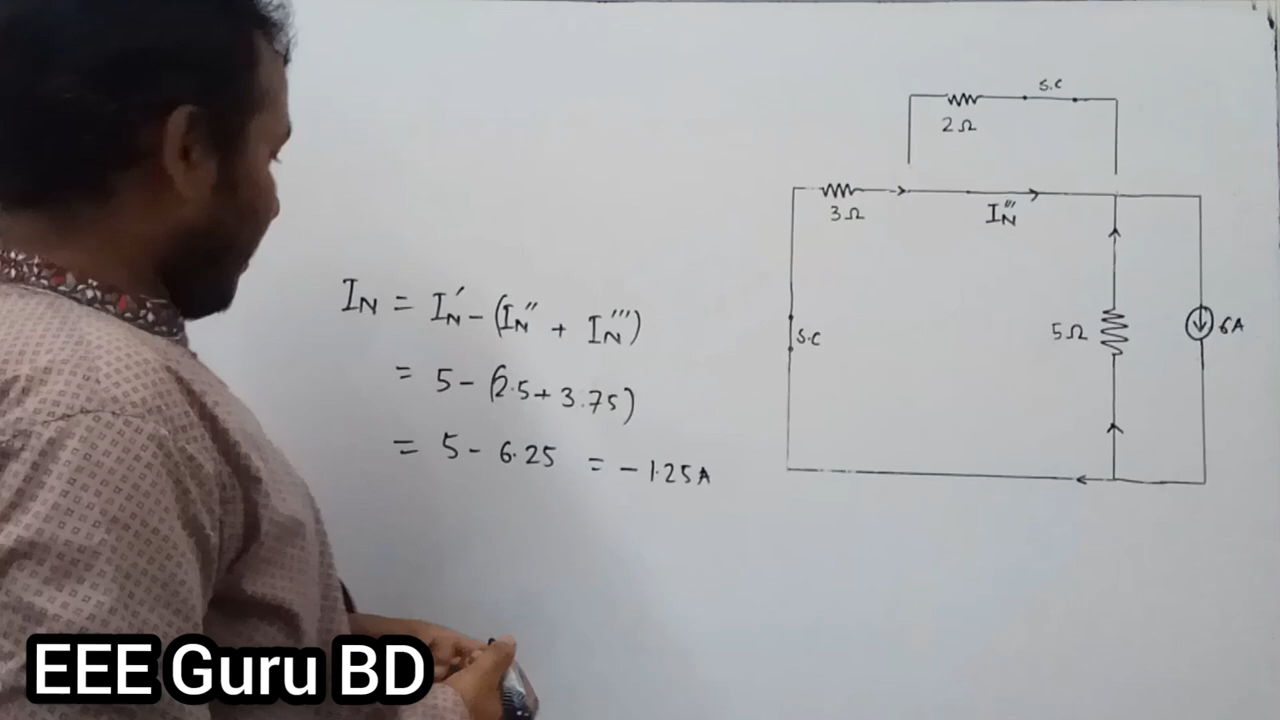 S.C
2Ω
3Ω
I_N'''
I_N = I_N' - (I_N'' + I_N''')
5Ω
6A
S.C
= 5 - (2.5 + 3.75)
= 5 - 6.25 = - 1.25A
EEE Guru BD